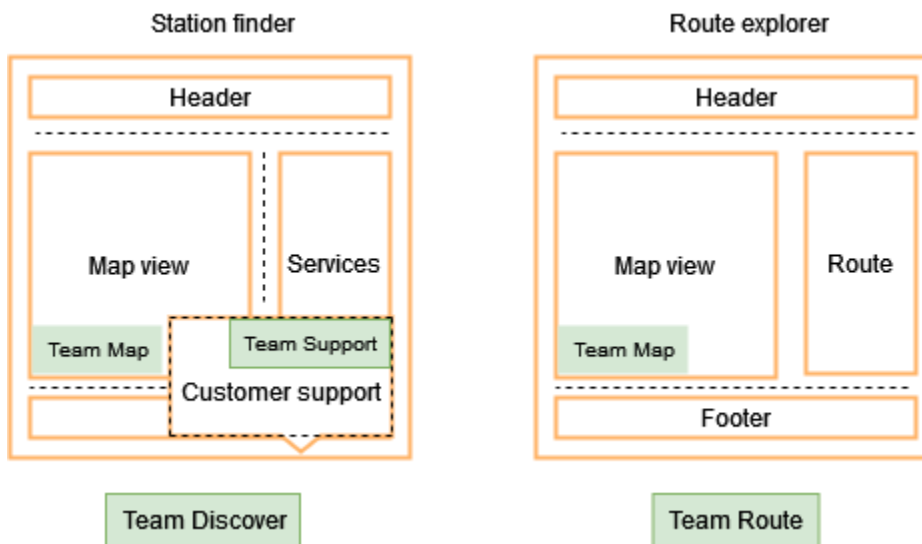 Station finder
Header
Map view
Services
Team Map
Team Support
Customer support
Team Discover
Route explorer
Header
Map view
Route
Team Map
Footer
Team Route